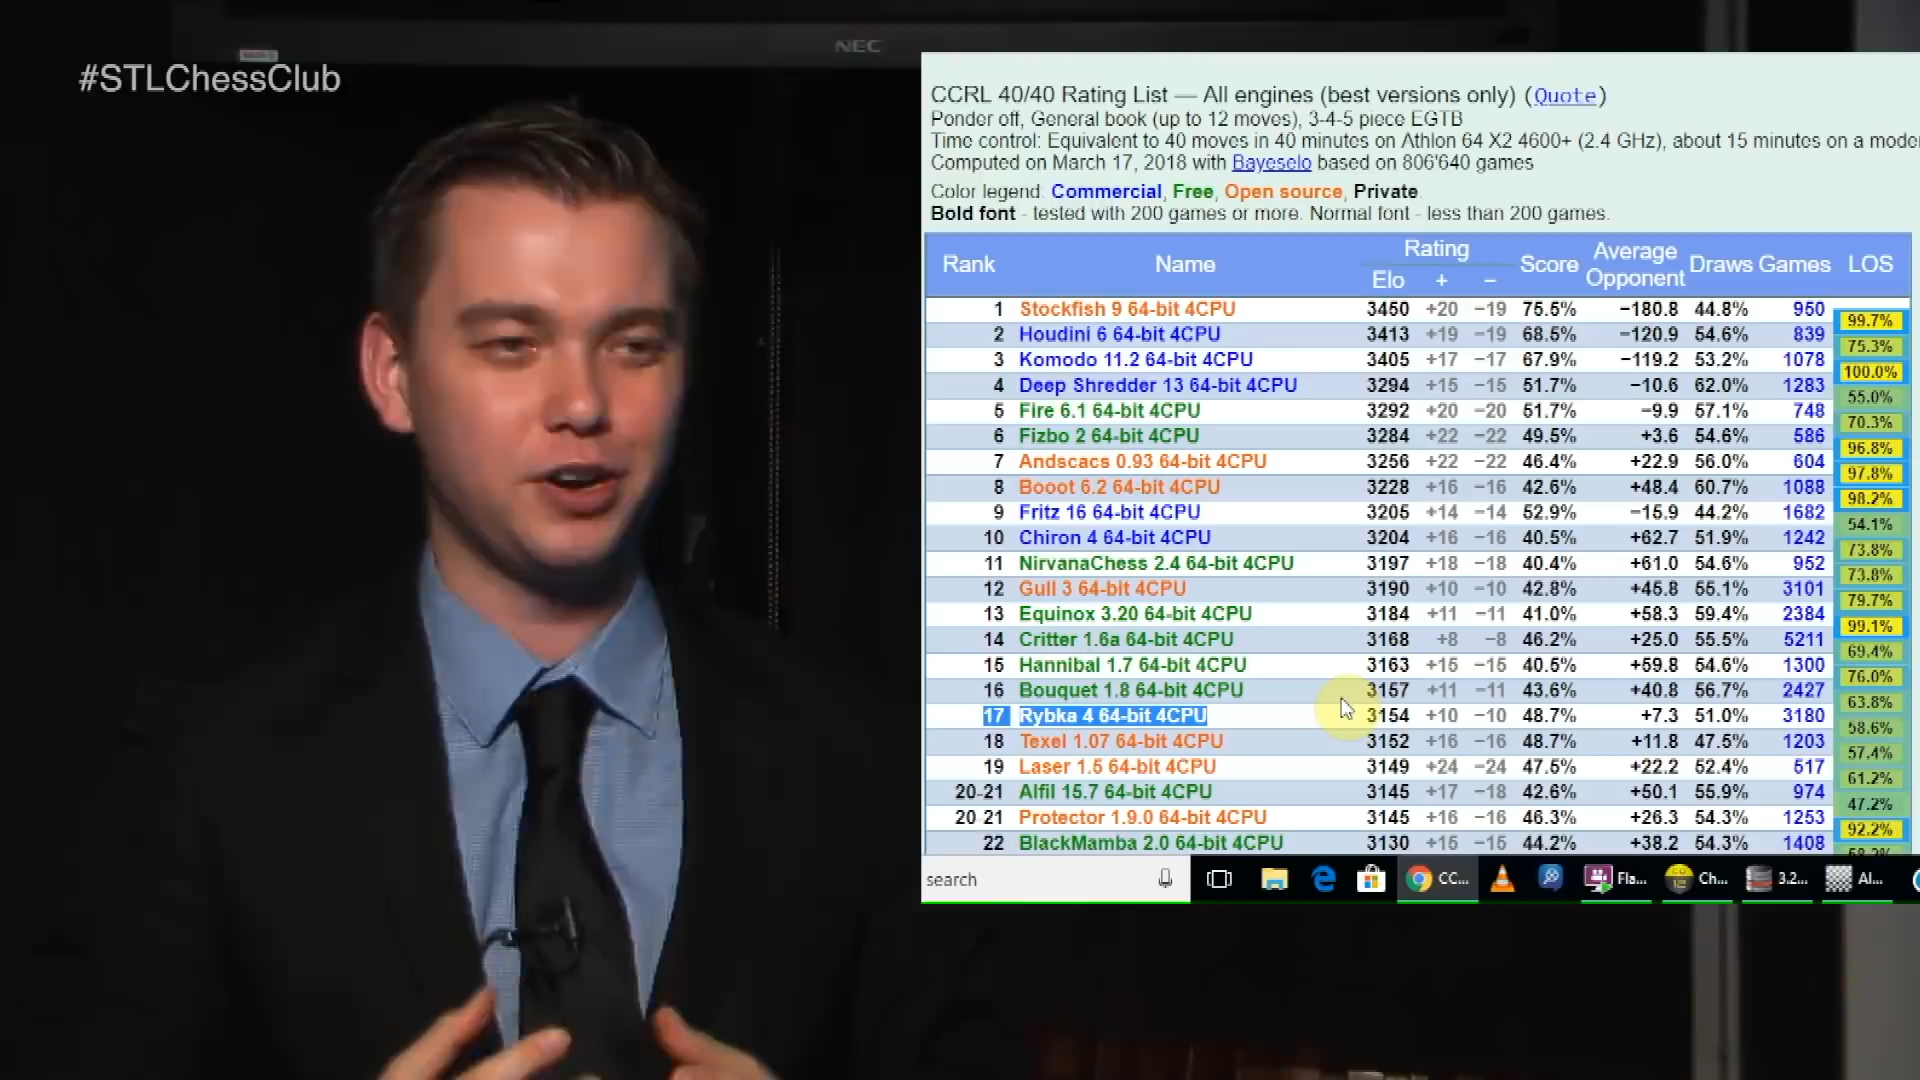 NEC
#STLChessClub
CCRL 40/40 Rating List — All engines (best versions only) (Quote)
Ponder off, General book (up to 12 moves), 3-4-5 piece EGTB
Time control: Equivalent to 40 moves in 40 minutes on Athlon 64 X2 4600+ (2.4 GHz), about 15 minutes on a mode
Computed on March 17, 2018 with Bayeselo based on 806'640 games
Color legend: Commercial, Free, Open source, Private
Bold font - tested with 200 games or more. Normal font - less than 200 games.
Rank Name Rating Elo + − Score Average Opponent Draws Games LOS
1 Stockfish 9 64-bit 4CPU 3450 +20 −19 75.5% −180.8 44.8% 950
99.7%
2 Houdini 6 64-bit 4CPU 3413 +19 −19 68.5% −120.9 54.6% 839
75.3%
3 Komodo 11.2 64-bit 4CPU 3405 +17 −17 67.9% −119.2 53.2% 1078
100.0%
4 Deep Shredder 13 64-bit 4CPU 3294 +15 −15 51.7% −10.6 62.0% 1283
55.0%
5 Fire 6.1 64-bit 4CPU 3292 +20 −20 51.7% −9.9 57.1% 748
70.3%
6 Fizbo 2 64-bit 4CPU 3284 +22 −22 49.5% +3.6 54.6% 586
96.8%
7 Andscacs 0.93 64-bit 4CPU 3256 +22 −22 46.4% +22.9 56.0% 604
97.8%
8 Booot 6.2 64-bit 4CPU 3228 +16 −16 42.6% +48.4 60.7% 1088
98.2%
9 Fritz 16 64-bit 4CPU 3205 +14 −14 52.9% −15.9 44.2% 1682
54.1%
10 Chiron 4 64-bit 4CPU 3204 +16 −16 40.5% +62.7 51.9% 1242
73.8%
11 NirvanaChess 2.4 64-bit 4CPU 3197 +18 −18 40.4% +61.0 54.6% 952
73.8%
12 Gull 3 64-bit 4CPU 3190 +10 −10 42.8% +45.8 55.1% 3101
79.7%
13 Equinox 3.20 64-bit 4CPU 3184 +11 −11 41.0% +58.3 59.4% 2384
99.1%
14 Critter 1.6a 64-bit 4CPU 3168 +8 −8 46.2% +25.0 55.5% 5211
69.4%
15 Hannibal 1.7 64-bit 4CPU 3163 +15 −15 40.5% +59.8 54.6% 1300
76.0%
16 Bouquet 1.8 64-bit 4CPU 3157 +11 −11 43.6% +40.8 56.7% 2427
63.8%
17 Rybka 4 64-bit 4CPU 3154 +10 −10 48.7% +7.3 51.0% 3180
58.6%
18 Texel 1.07 64-bit 4CPU 3152 +16 −16 48.7% +11.8 47.5% 1203
57.4%
19 Laser 1.5 64-bit 4CPU 3149 +24 −24 47.5% +22.2 52.4% 517
61.2%
20-21 Alfil 15.7 64-bit 4CPU 3145 +17 −18 42.6% +50.1 55.9% 974
47.2%
20-21 Protector 1.9.0 64-bit 4CPU 3145 +16 −16 46.3% +26.3 54.3% 1253
92.2%
22 BlackMamba 2.0 64-bit 4CPU 3130 +15 −15 44.2% +38.2 54.3% 1408
search CC... Fla... Ch... 3.2... Al...